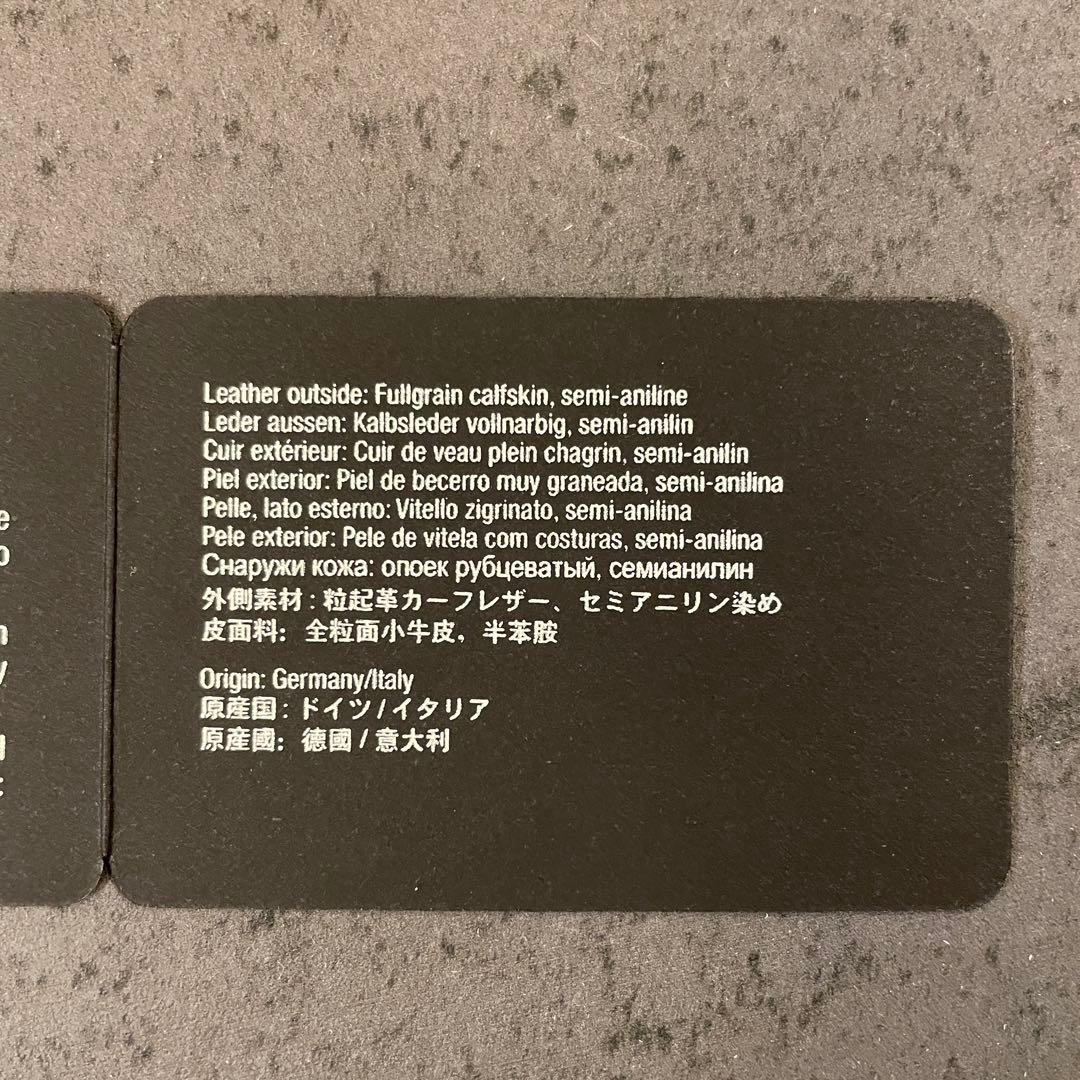 Leather outside: Fullgrain calfskin, semi-aniline
Leder aussen: Kalbsleder vollnarbig, semi-anilin
Cuir extérieur: Cuir de veau plein chagrin, semi-anilin
Piel exterior: Piel de becerro muy graneada, semi-anilina
Pelle, lato esterno: Vitello zigrinato, semi-anilina
Pele exterior: Pele de vitela com costuras, semi-anilina
Снаружи кожа: опоек рубцеватый, семианилин
外側素材：粒起革カーフレザー、セミアニリン染め
皮面料：全粒面小牛皮，半苯胺
Origin: Germany/Italy
原産国：ドイツ/イタリア
原産國：德國/意大利